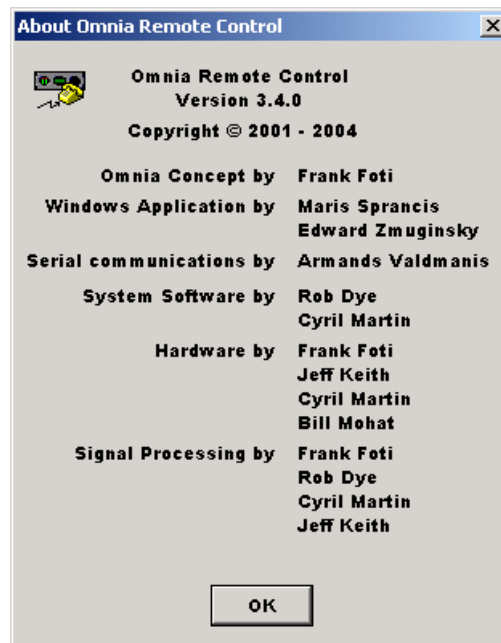 About Omnia Remote Control
Omnia Remote Control
Version 3.4.0
Copyright © 2001 - 2004
Omnia Concept by Frank Foti
Windows Application by Maris Sprancis
Edward Zmuginsky
Serial communications by Armands Valdmanis
System Software by Rob Dye
Cyril Martin
Hardware by Frank Foti
Jeff Keith
Cyril Martin
Bill Mohat
Signal Processing by Frank Foti
Rob Dye
Cyril Martin
Jeff Keith
OK